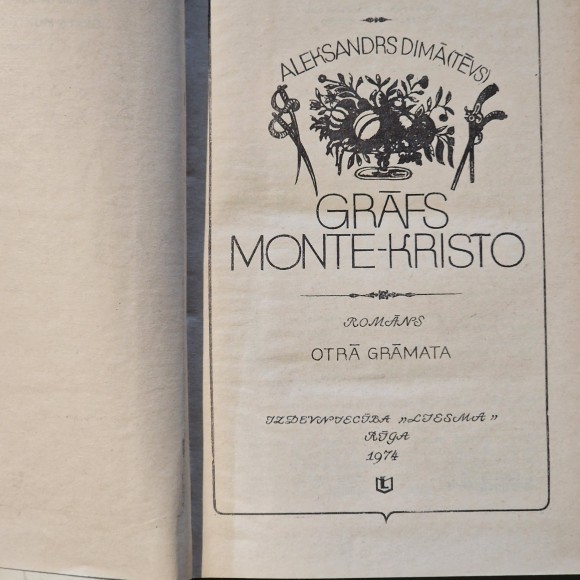 ALEKSANDRS DIMĀ (TĒVS)
GRĀFS
MONTE-KRISTO
ROMĀNS
OTRĀ GRĀMATA
IZDEVNIECĪBA „LIESMA”
RĪGA
1974